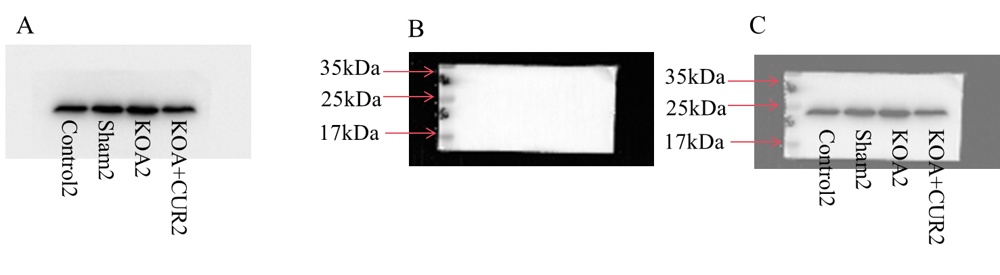 A
Control2
Sham2
KOA2
KOA+CUR2
B
35kDa
25kDa
17kDa
C
35kDa
25kDa
17kDa
Control2
Sham2
KOA2
KOA+CUR2